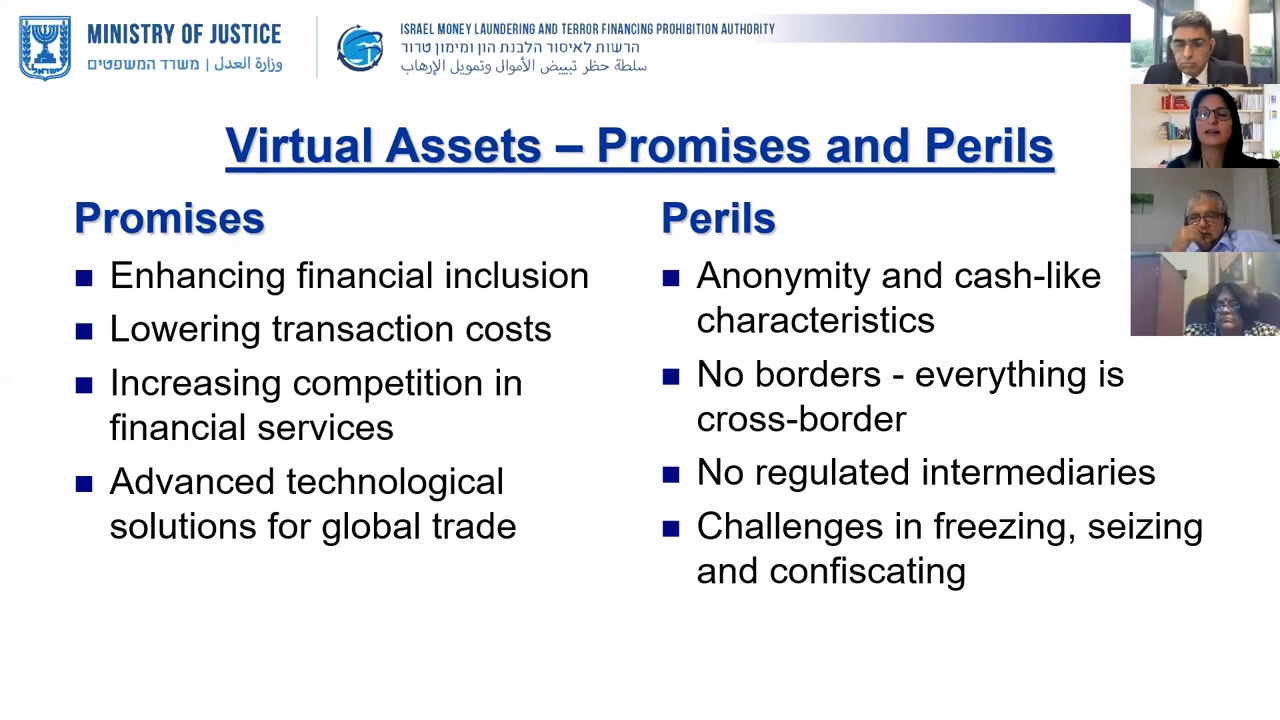 MINISTRY OF JUSTICE
משרד המשפטים | وزارة العدل
ISRAEL MONEY LAUNDERING AND TERROR FINANCING PROHIBITION AUTHORITY
הרשות לאיסור הלבנת הון ומימון טרור
سلطة حظر تبييض الأموال وتمويل الإرهاب
Virtual Assets – Promises and Perils
Promises
Enhancing financial inclusion
Lowering transaction costs
Increasing competition in
financial services
Advanced technological
solutions for global trade
Perils
Anonymity and cash-like
characteristics
No borders - everything is
cross-border
No regulated intermediaries
Challenges in freezing, seizing
and confiscating